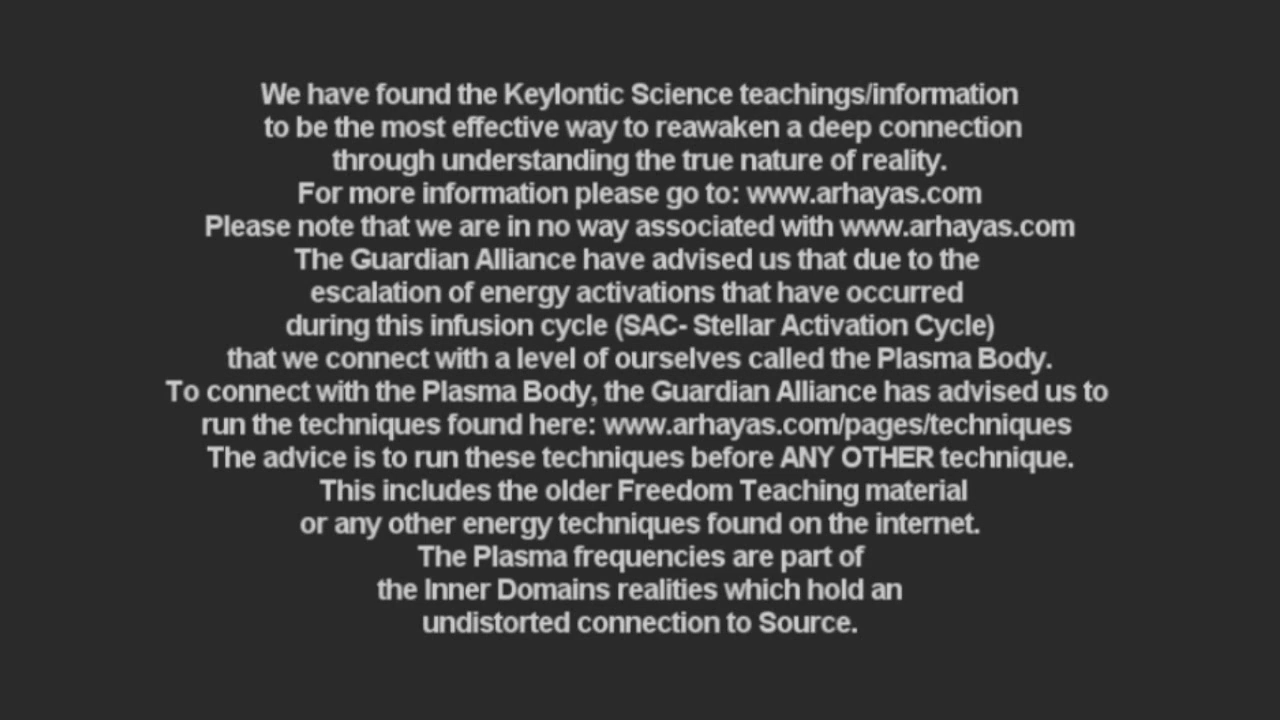 We have found the Keylontic Science teachings/information
to be the most effective way to reawaken a deep connection
through understanding the true nature of reality.
For more information please go to: www.arhayas.com
Please note that we are in no way associated with www.arhayas.com
The Guardian Alliance have advised us that due to the
escalation of energy activations that have occurred
during this infusion cycle (SAC- Stellar Activation Cycle)
that we connect with a level of ourselves called the Plasma Body.
To connect with the Plasma Body, the Guardian Alliance has advised us to
run the techniques found here: www.arhayas.com/pages/techniques
The advice is to run these techniques before ANY OTHER technique.
This includes the older Freedom Teaching material
or any other energy techniques found on the internet.
The Plasma frequencies are part of
the Inner Domains realities which hold an
undistorted connection to Source.